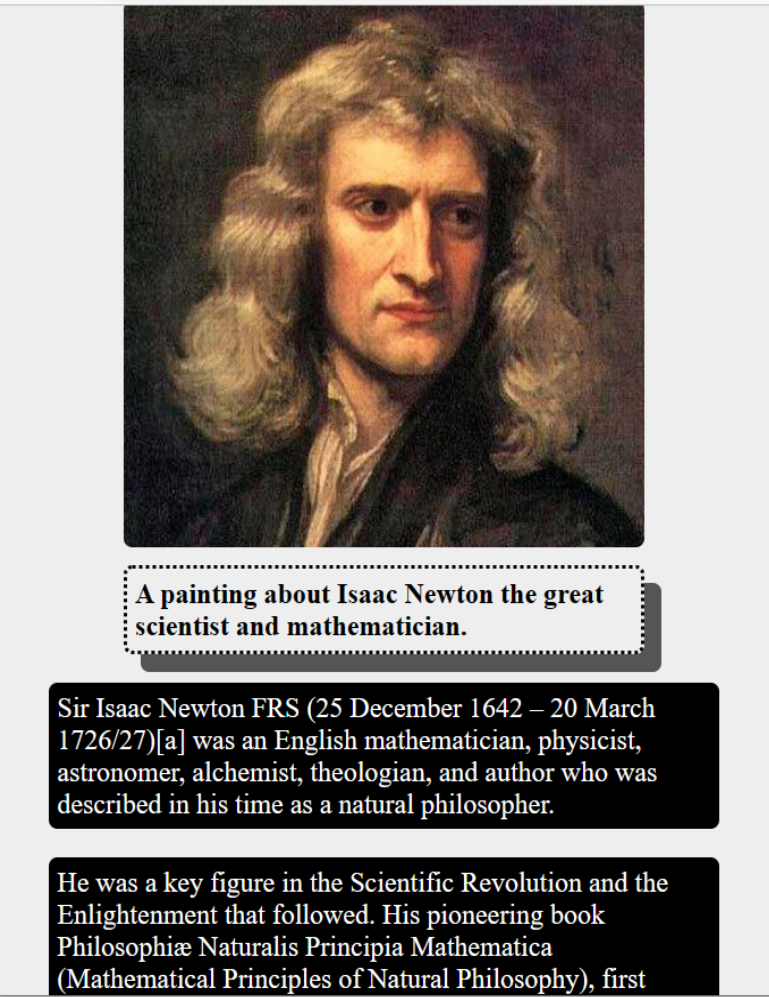 A painting about Isaac Newton the great
scientist and mathematician.
Sir Isaac Newton FRS (25 December 1642 – 20 March
1726/27)[a] was an English mathematician, physicist,
astronomer, alchemist, theologian, and author who was
described in his time as a natural philosopher.
He was a key figure in the Scientific Revolution and the
Enlightenment that followed. His pioneering book
Philosophiæ Naturalis Principia Mathematica
(Mathematical Principles of Natural Philosophy), first